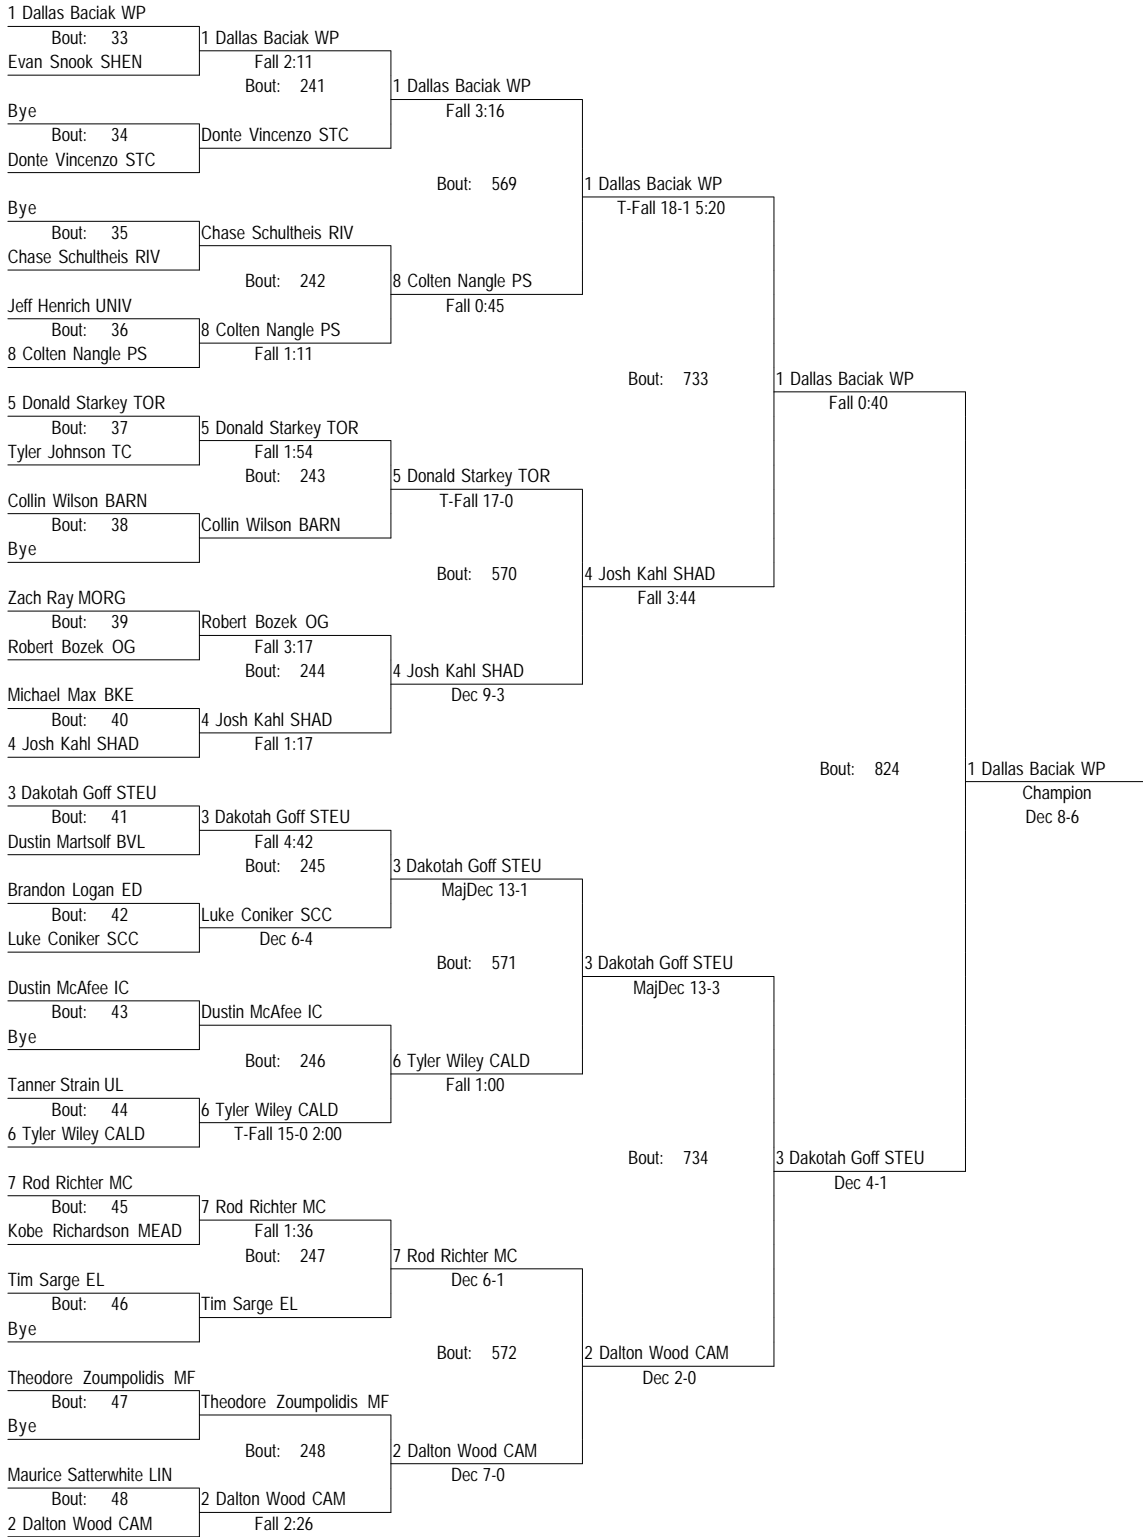 1 Dallas Baciak WP
Bout: 33
1 Dallas Baciak WP
Evan Snook SHEN
Fall 2:11
Bout: 241
1 Dallas Baciak WP
Bye
Fall 3:16
Bout: 34
Donte Vincenzo STC
Donte Vincenzo STC
Bout: 569
1 Dallas Baciak WP
Bye
T-Fall 18-1 5:20
Bout: 35
Chase Schultheis RIV
Chase Schultheis RIV
Bout: 242
8 Colten Nangle PS
Jeff Henrich UNIV
Fall 0:45
Bout: 36
8 Colten Nangle PS
8 Colten Nangle PS
Fall 1:11
Bout: 733
1 Dallas Baciak WP
5 Donald Starkey TOR
Fall 0:40
Bout: 37
5 Donald Starkey TOR
Tyler Johnson TC
Fall 1:54
Bout: 243
5 Donald Starkey TOR
Collin Wilson BARN
T-Fall 17-0
Bout: 38
Collin Wilson BARN
Bye
Bout: 570
4 Josh Kahl SHAD
Zach Ray MORG
Fall 3:44
Bout: 39
Robert Bozek OG
Robert Bozek OG
Fall 3:17
Bout: 244
4 Josh Kahl SHAD
Michael Max BKE
Dec 9-3
Bout: 40
4 Josh Kahl SHAD
4 Josh Kahl SHAD
Fall 1:17
Bout: 824
1 Dallas Baciak WP
3 Dakotah Goff STEU
Champion
Bout: 41
3 Dakotah Goff STEU
Dec 8-6
Dustin Martsolf BVL
Fall 4:42
Bout: 245
3 Dakotah Goff STEU
Brandon Logan ED
MajDec 13-1
Bout: 42
Luke Coniker SCC
Luke Coniker SCC
Dec 6-4
Bout: 571
3 Dakotah Goff STEU
Dustin McAfee IC
MajDec 13-3
Bout: 43
Dustin McAfee IC
Bye
Bout: 246
6 Tyler Wiley CALD
Tanner Strain UL
Fall 1:00
Bout: 44
6 Tyler Wiley CALD
6 Tyler Wiley CALD
T-Fall 15-0 2:00
Bout: 734
3 Dakotah Goff STEU
7 Rod Richter MC
Dec 4-1
Bout: 45
7 Rod Richter MC
Kobe Richardson MEAD
Fall 1:36
Bout: 247
7 Rod Richter MC
Tim Sarge EL
Dec 6-1
Bout: 46
Tim Sarge EL
Bye
Bout: 572
2 Dalton Wood CAM
Theodore Zoumpolidis MF
Dec 2-0
Bout: 47
Theodore Zoumpolidis MF
Bye
Bout: 248
2 Dalton Wood CAM
Maurice Satterwhite LIN
Dec 7-0
Bout: 48
2 Dalton Wood CAM
2 Dalton Wood CAM
Fall 2:26